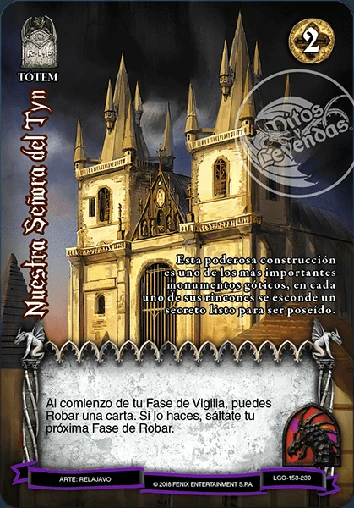 TOTEM
2
Mitos
y
Leyendas
Nuestra Señora del Tyn
Esta poderosa construcción
es uno de los más importantes
monumentos góticos, en cada
uno de sus rincones se esconde un
secreto listo para ser poseído.
Al comienzo de tu Fase de Vigilia, puedes
Robar una carta. Si lo haces, sáltate tu
próxima Fase de Robar.
ARTE: RELAJAVO
© 2018 FENIX ENTERTAINMENT S.P.A